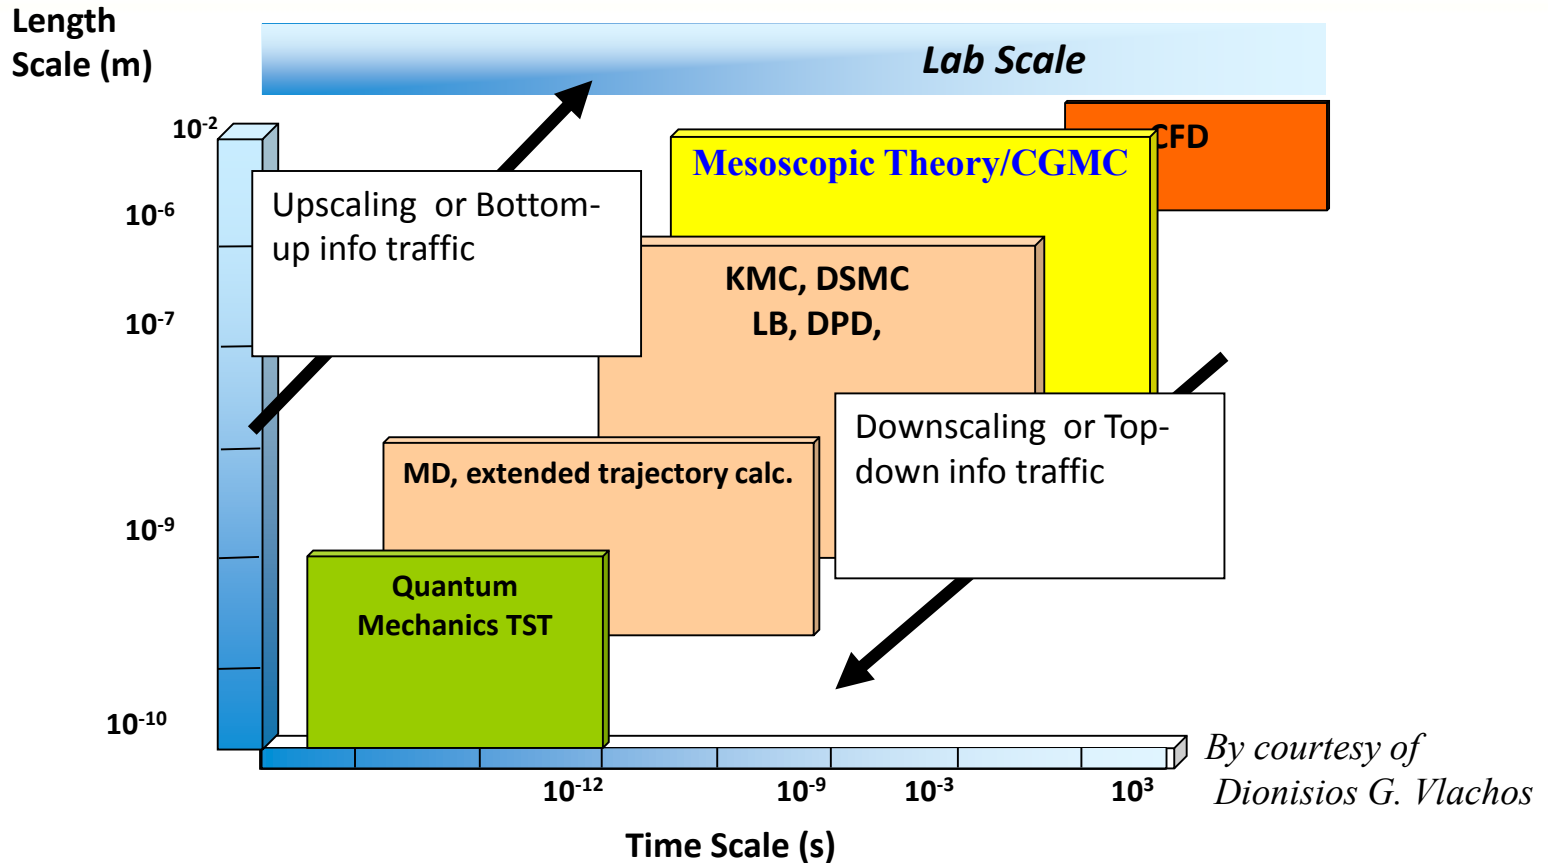 Length
Scale (m)
Lab Scale
10⁻²
CFD
Mesoscopic Theory/CGMC
Upscaling or Bottom-
up info traffic
10⁻⁶
KMC, DSMC
LB, DPD,
10⁻⁷
Downscaling or Top-
down info traffic
MD, extended trajectory calc.
10⁻⁹
Quantum
Mechanics TST
10⁻¹⁰
10⁻¹²
10⁻⁹
10⁻³
10³
By courtesy of
Dionisios G. Vlachos
Time Scale (s)